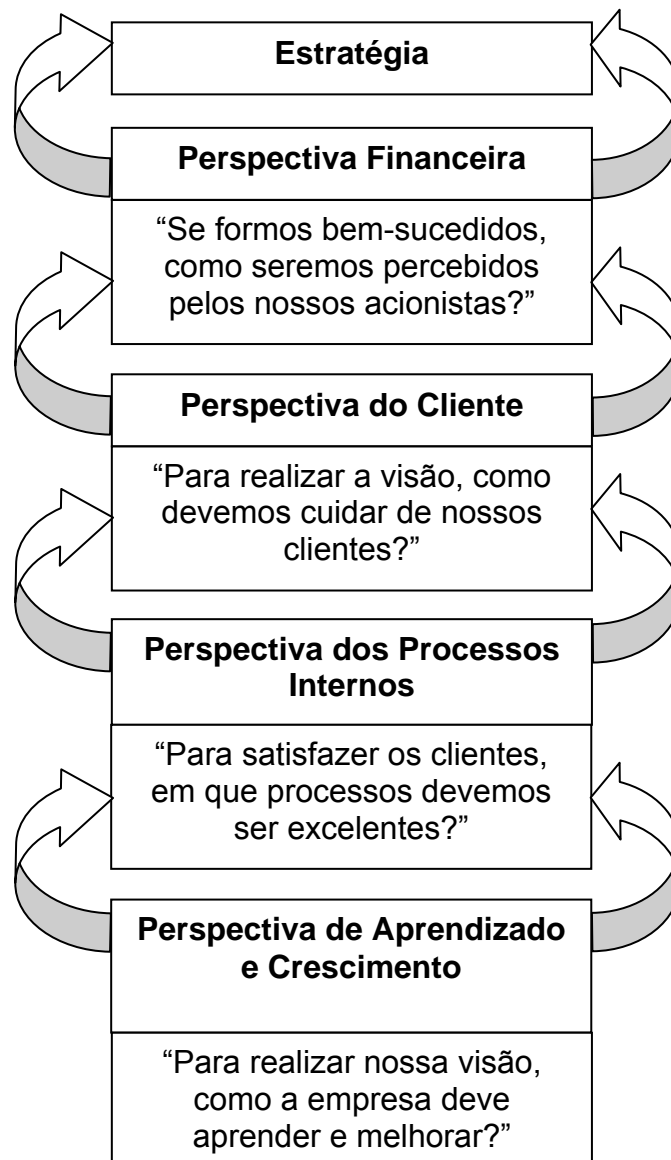 Estratégia
Perspectiva Financeira
“Se formos bem-sucedidos,
como seremos percebidos
pelos nossos acionistas?”
Perspectiva do Cliente
“Para realizar a visão, como
devemos cuidar de nossos
clientes?”
Perspectiva dos Processos
Internos
“Para satisfazer os clientes,
em que processos devemos
ser excelentes?”
Perspectiva de Aprendizado
e Crescimento
“Para realizar nossa visão,
como a empresa deve
aprender e melhorar?”